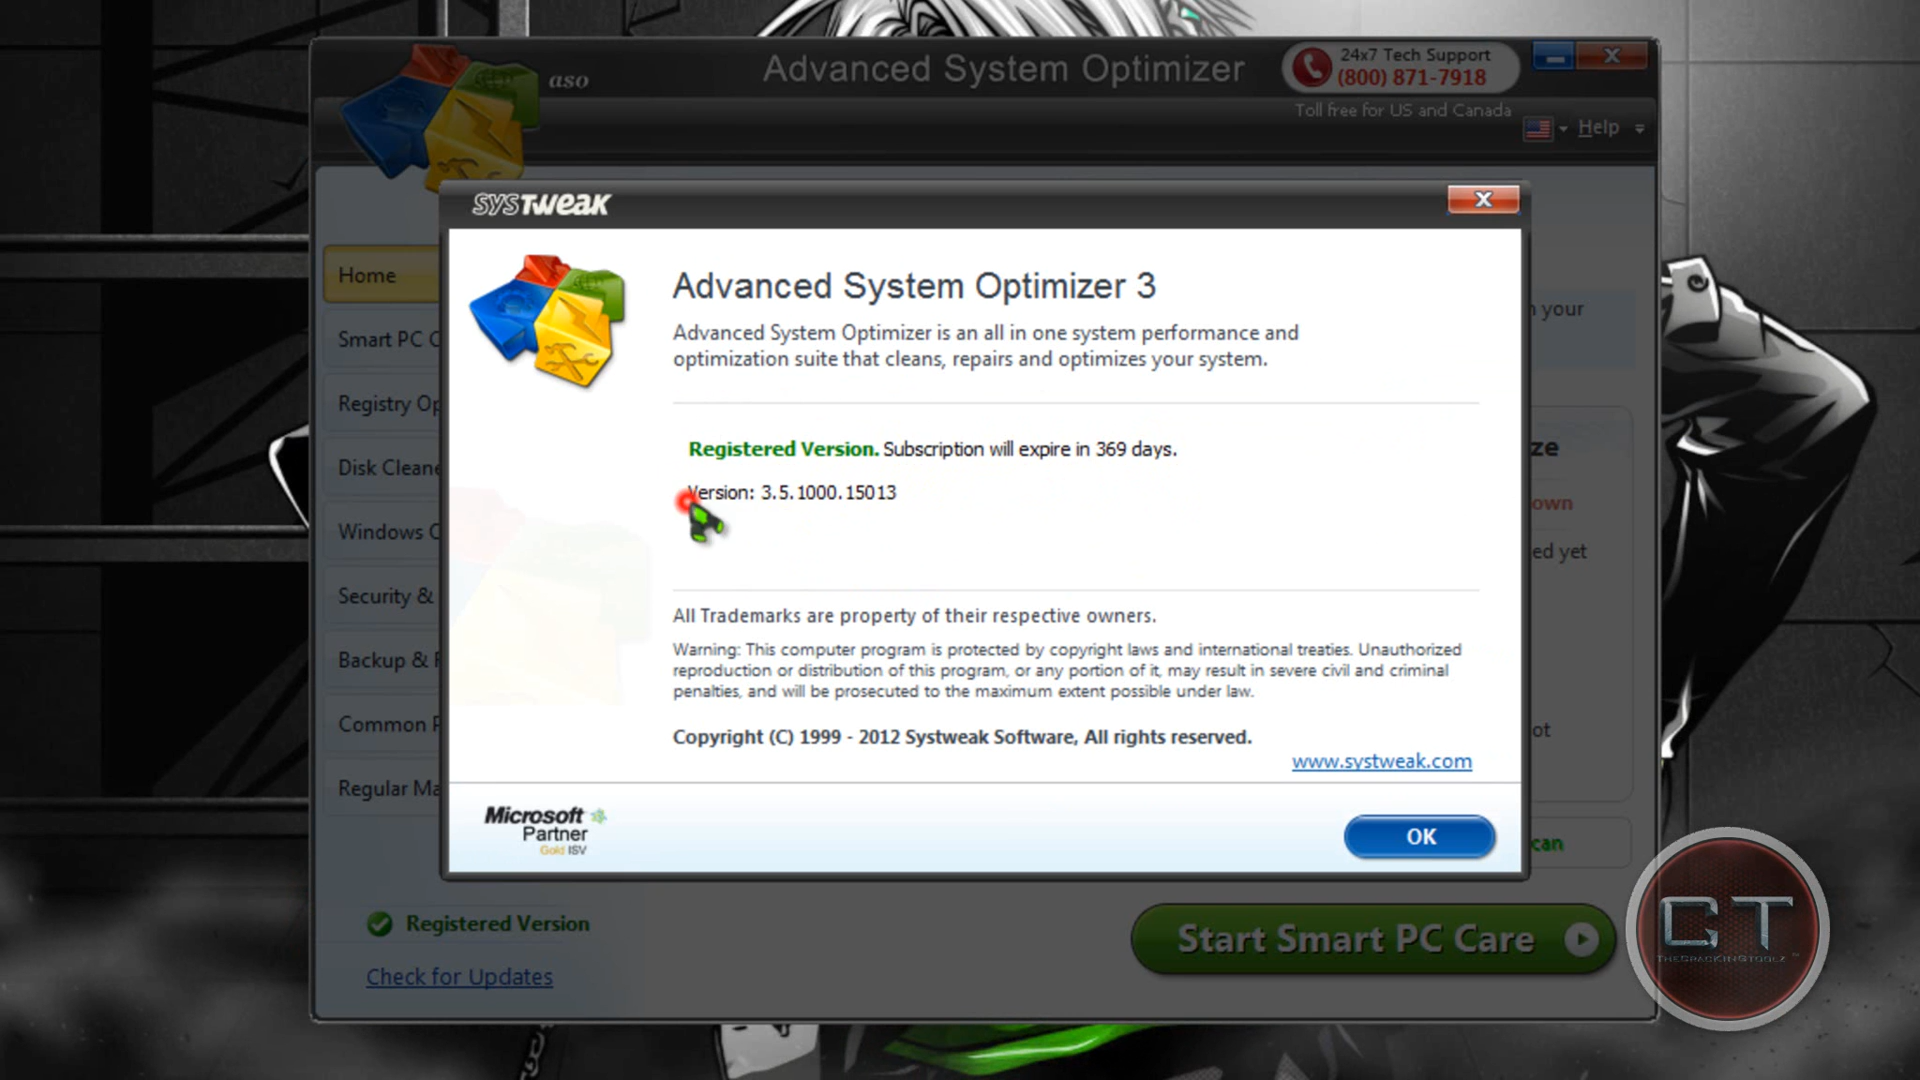 aso
Advanced System Optimizer
24x7 Tech Support
(800) 871-7918
Toll free for US and Canada
Help
SYSTweak
Home
Smart PC C
Registry Op
Disk Cleane
Windows C
Security &
Backup &
Common
Regular Ma
Advanced System Optimizer 3
Advanced System Optimizer is an all in one system performance and
optimization suite that cleans, repairs and optimizes your system.
Registered Version. Subscription will expire in 369 days.
Version: 3.5.1000.15013
All Trademarks are property of their respective owners.
Warning: This computer program is protected by copyright laws and international treaties. Unauthorized
reproduction or distribution of this program, or any portion of it, may result in severe civil and criminal
penalties, and will be prosecuted to the maximum extent possible under law.
Copyright (C) 1999 - 2012 Systweak Software, All rights reserved.
www.systweak.com
Microsoft
Partner
Gold ISV
OK
your
ze
own
ed yet
ot
can
Registered Version
Check for Updates
Start Smart PC Care
CT
THECRACKINGTOOLZ